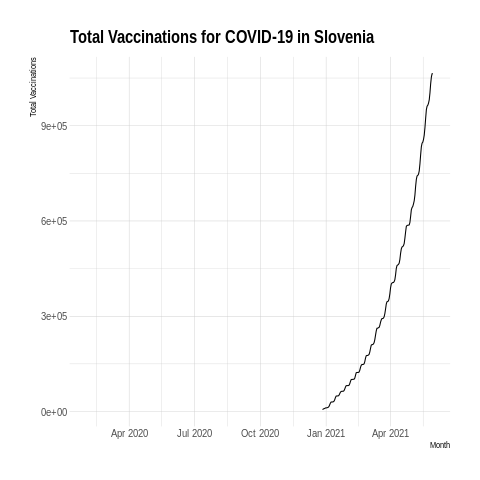 Total Vaccinations for COVID-19 in Slovenia
Total Vaccinations
9e+05
6e+05
3e+05
0e+00
Apr 2020 Jul 2020 Oct 2020 Jan 2021 Apr 2021
Month